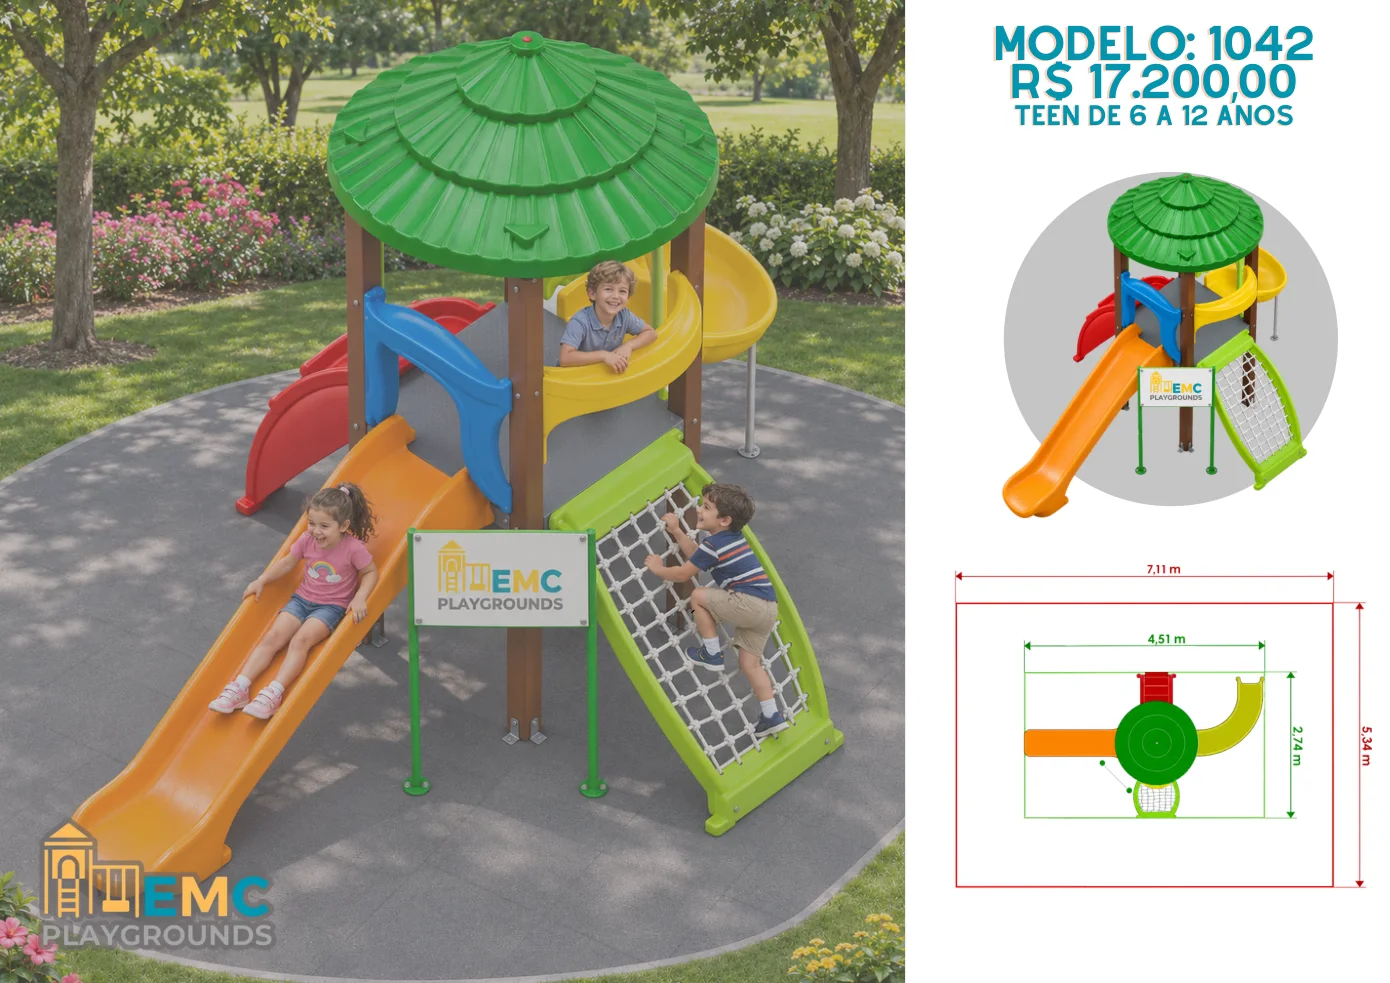 MODELO: 1042
R$ 17.200,00
TEEN DE 6 A 12 ANOS
EMC
PLAYGROUNDS
EMC
PLAYGROUNDS
7,11 m
4,51 m
2,74 m
5,34 m
EMC
PLAYGROUNDS